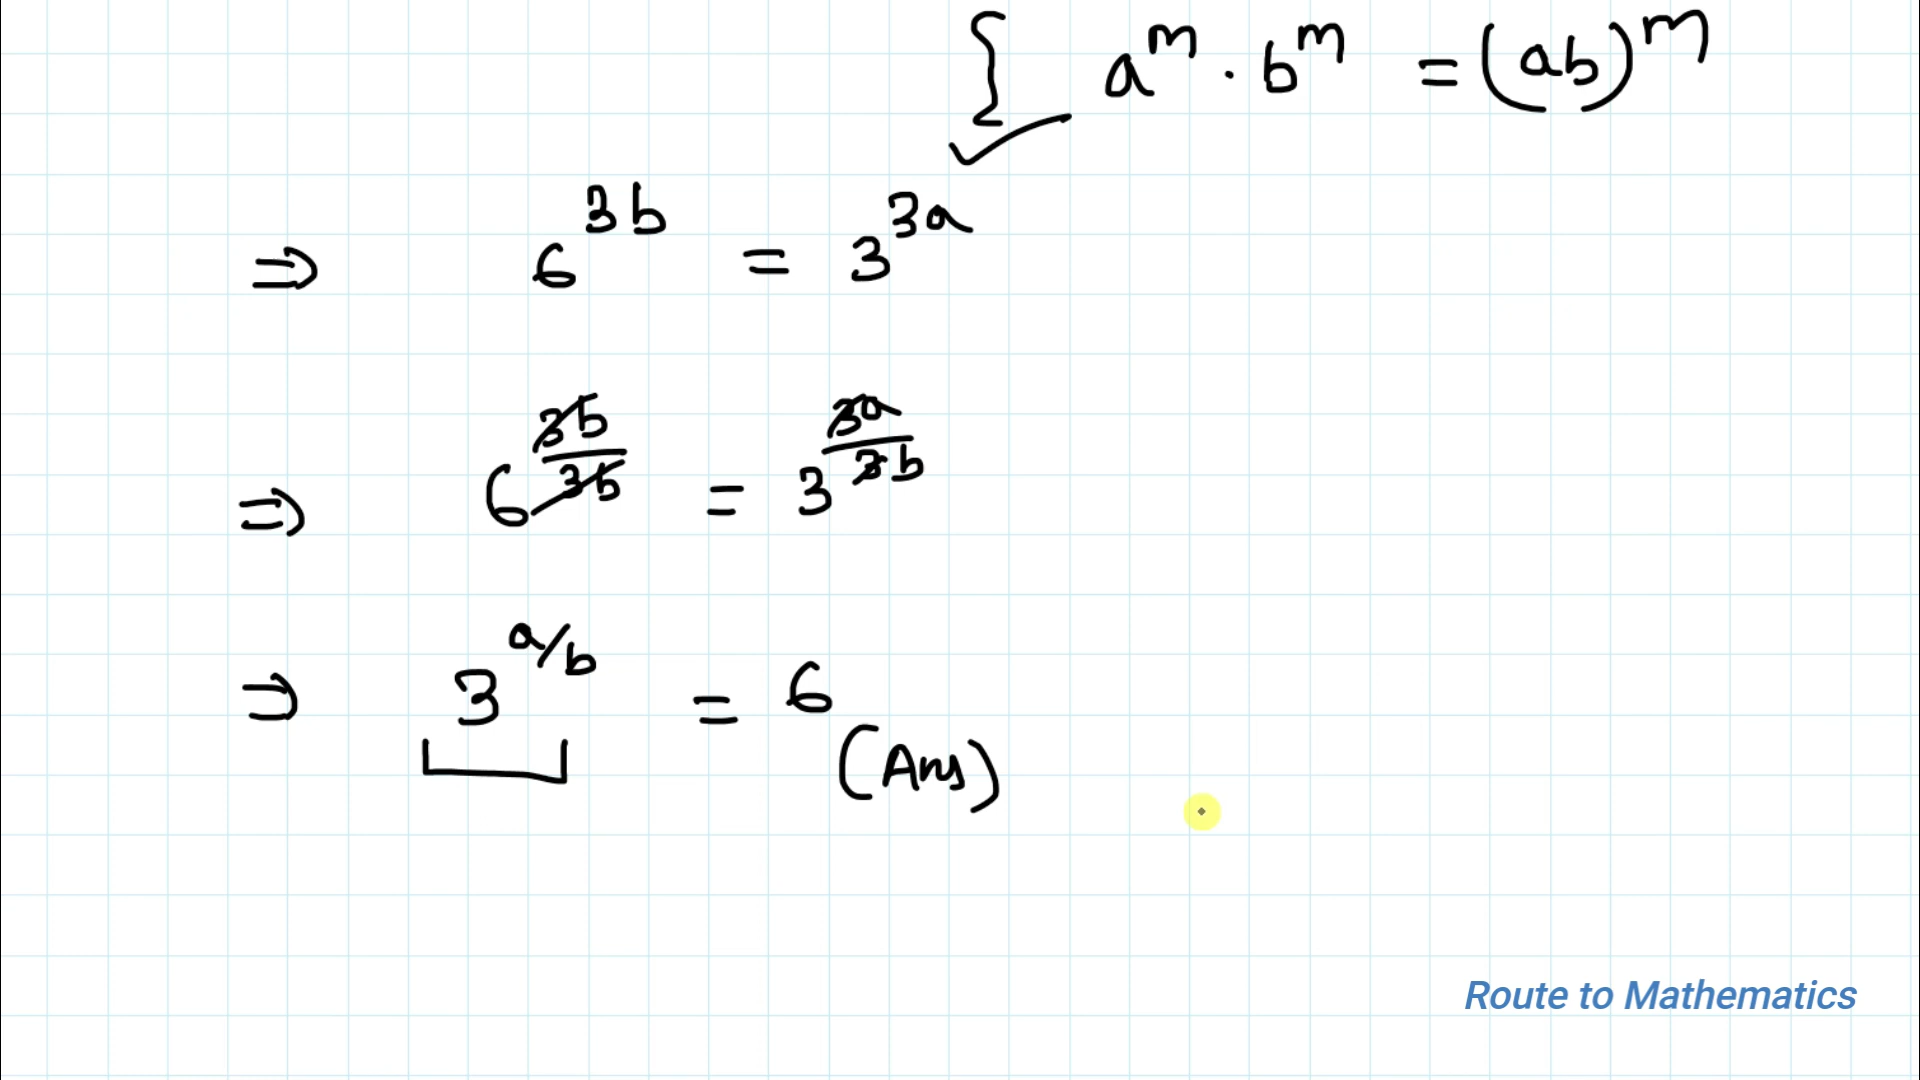 { a^m · b^m = (ab)^m
⇒ 6^3b = 3^3a
⇒ 6^3b/3b = 3^3a/3b
⇒ 3^a/b = 6
(Ans)
Route to Mathematics